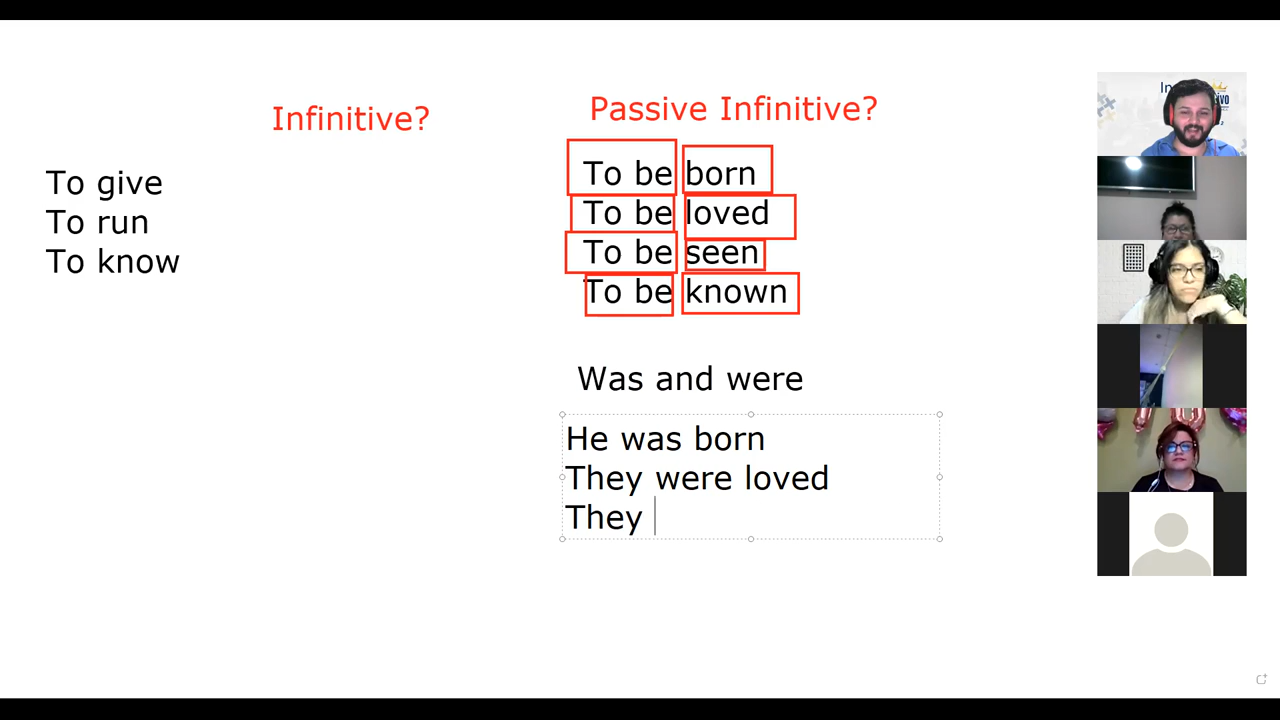 Infinitive?
To give
To run
To know
Passive Infinitive?
To be born
To be loved
To be seen
To be known
Was and were
He was born
They were loved
They